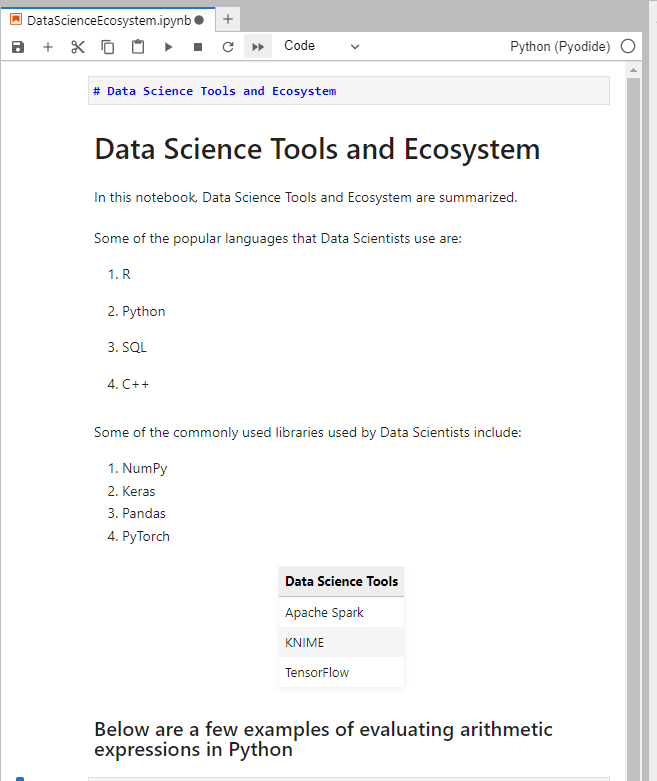 DataScienceEcosystem.ipynb
Code
Python (Pyodide)
# Data Science Tools and Ecosystem
Data Science Tools and Ecosystem
In this notebook, Data Science Tools and Ecosystem are summarized.
Some of the popular languages that Data Scientists use are:
1. R
2. Python
3. SQL
4. C++
Some of the commonly used libraries used by Data Scientists include:
1. NumPy
2. Keras
3. Pandas
4. PyTorch
Data Science Tools
Apache Spark
KNIME
TensorFlow
Below are a few examples of evaluating arithmetic
expressions in Python